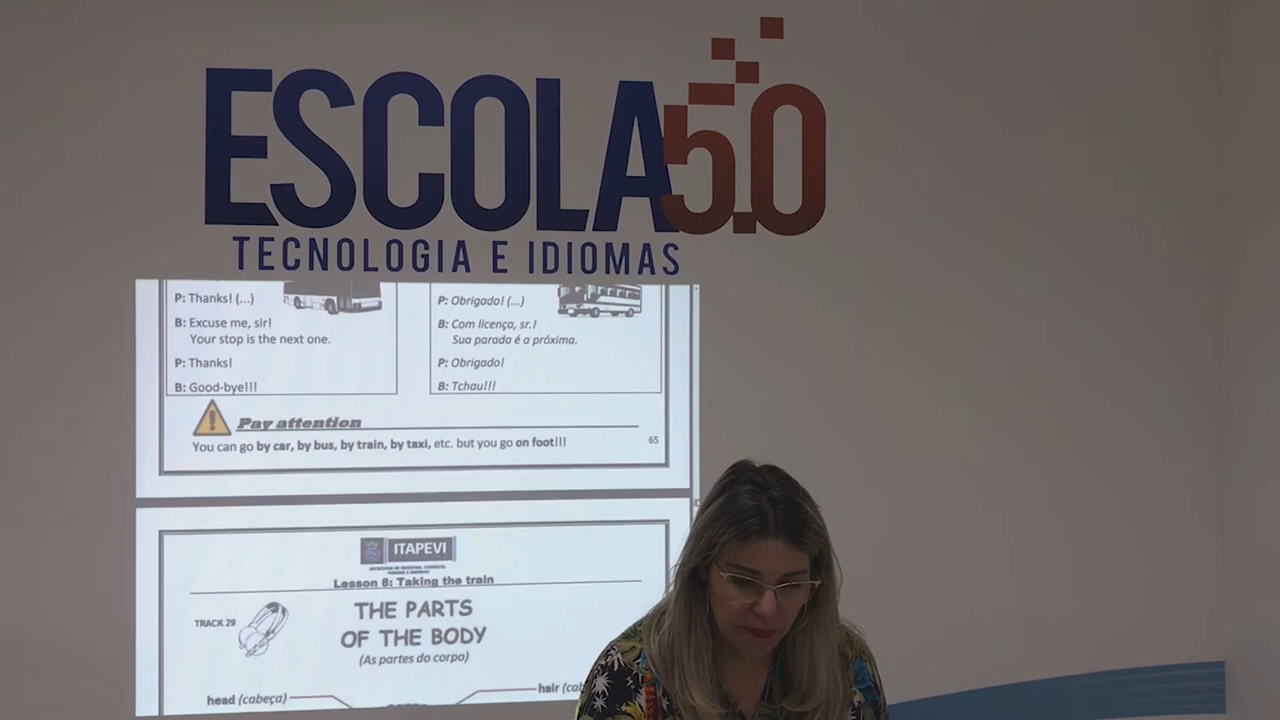 ESCOLA 5.0
TECNOLOGIA E IDIOMAS
P: Thanks! (...)
B: Excuse me, sir!
Your stop is the next one.
P: Thanks!
B: Good-bye!!!
P: Obrigado! (...)
B: Com licença, sr.!
Sua parada é a próxima.
P: Obrigado!
B: Tchau!!!
Pay attention
You can go by car, by bus, by train, by taxi, etc. but you go on foot!!!
65
ITAPEVI
Lesson 6: Taking the train
TRACK 29
THE PARTS
OF THE BODY
(As partes do corpo)
head (cabeça)
hair